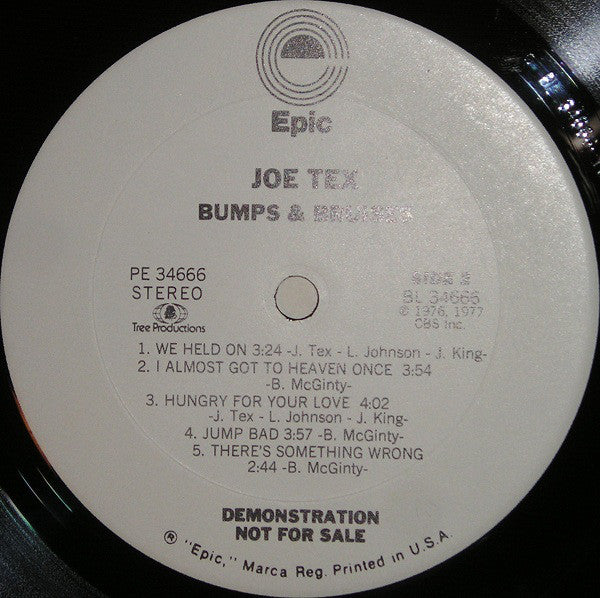 Epic
JOE TEX
BUMPS & BRUISES
PE 34666
STEREO
Tree Productions
SIDE 2
BL 34666
© 1976, 1977
CBS Inc.
1. WE HELD ON 3:24 -J. Tex - L. Johnson - J. King-
2. I ALMOST GOT TO HEAVEN ONCE 3:54
-B. McGinty-
3. HUNGRY FOR YOUR LOVE 4:02
-J. Tex - L. Johnson - J. King-
4. JUMP BAD 3:57 -B. McGinty-
5. THERE'S SOMETHING WRONG
2:44 -B. McGinty-
DEMONSTRATION
NOT FOR SALE
® "Epic," Marca Reg. Printed in U.S.A.